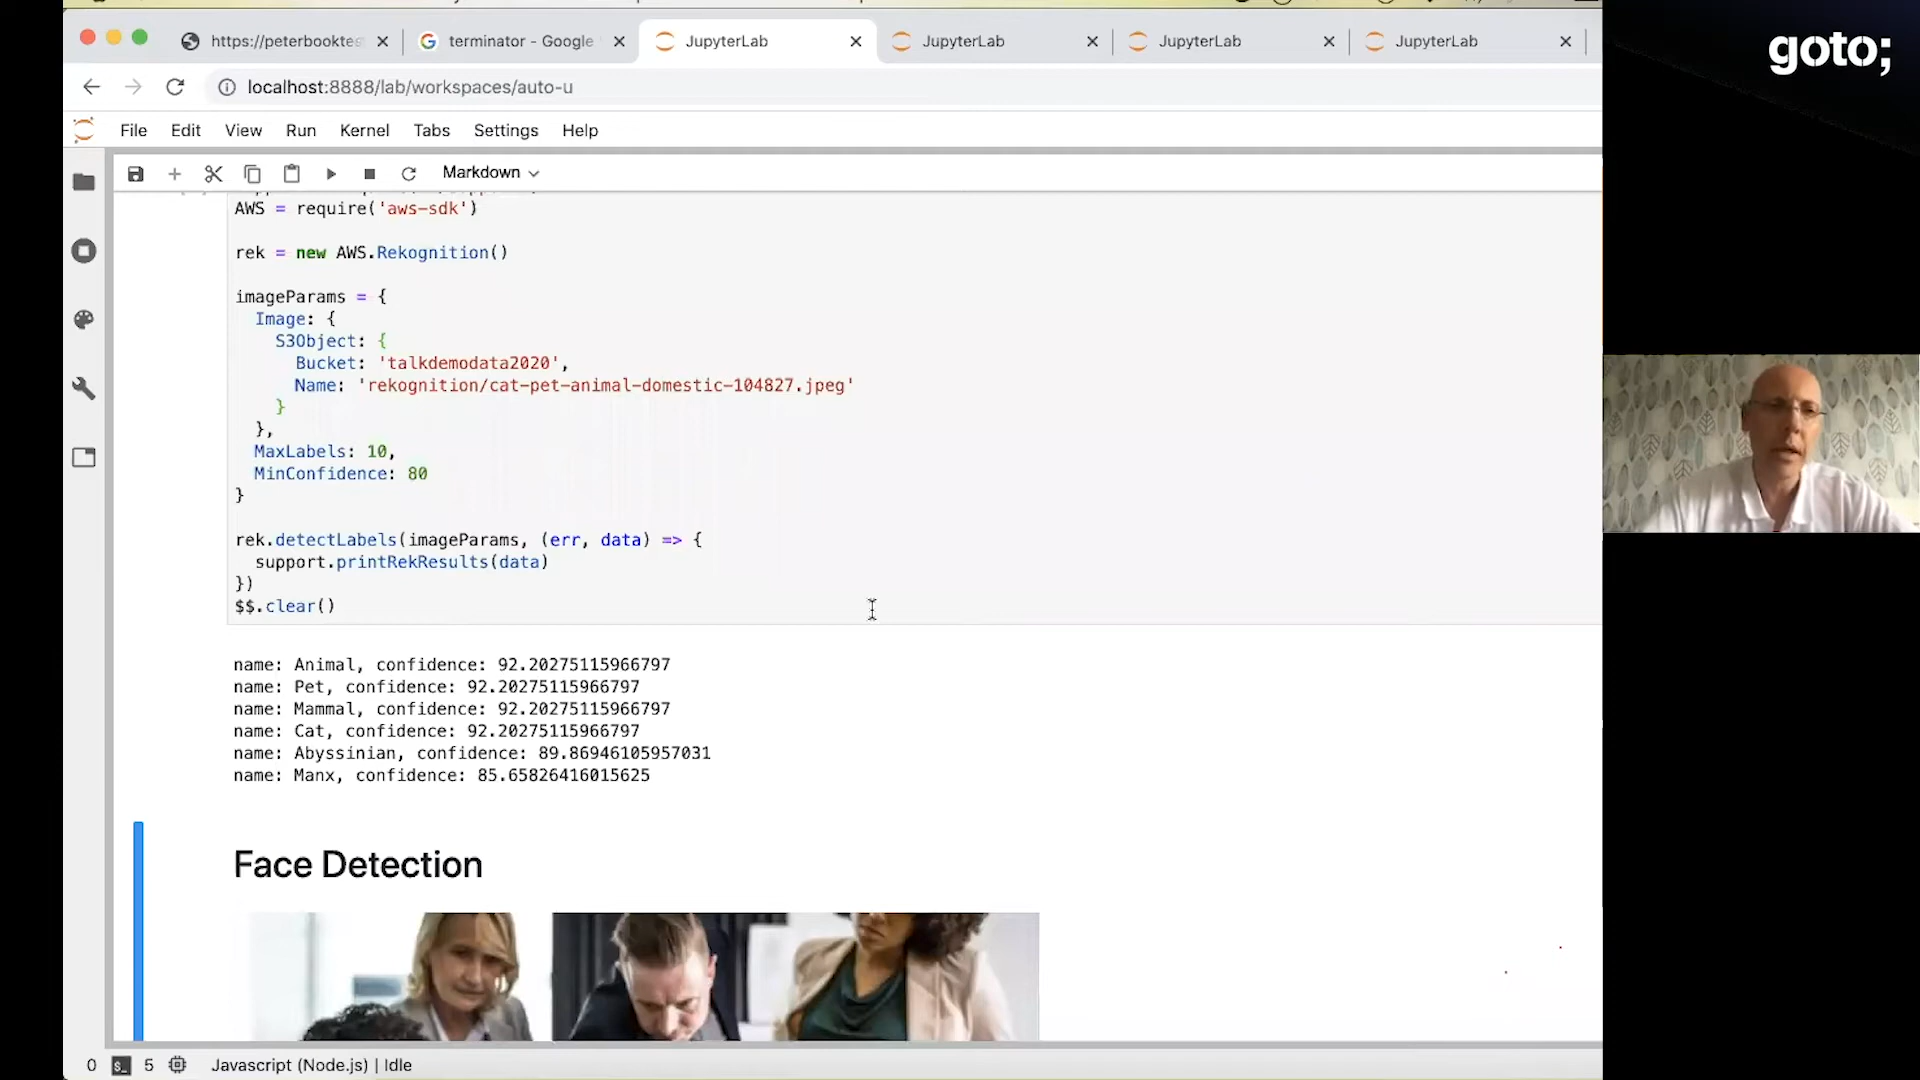 https://peterbooktes
terminator - Google
JupyterLab
JupyterLab
JupyterLab
JupyterLab
goto;
localhost:8888/lab/workspaces/auto-u
File Edit View Run Kernel Tabs Settings Help
Markdown
AWS = require('aws-sdk')
rek = new AWS.Rekognition()
imageParams = {
Image: {
S3Object: {
Bucket: 'talkdemodata2020',
Name: 'rekognition/cat-pet-animal-domestic-104827.jpeg'
}
},
MaxLabels: 10,
MinConfidence: 80
}
rek.detectLabels(imageParams, (err, data) => {
support.printRekResults(data)
})
$$.clear()
name: Animal, confidence: 92.20275115966797
name: Pet, confidence: 92.20275115966797
name: Mammal, confidence: 92.20275115966797
name: Cat, confidence: 92.20275115966797
name: Abyssinian, confidence: 89.86946105957031
name: Manx, confidence: 85.65826416015625
Face Detection
0 $_ 5 Javascript (Node.js) | Idle